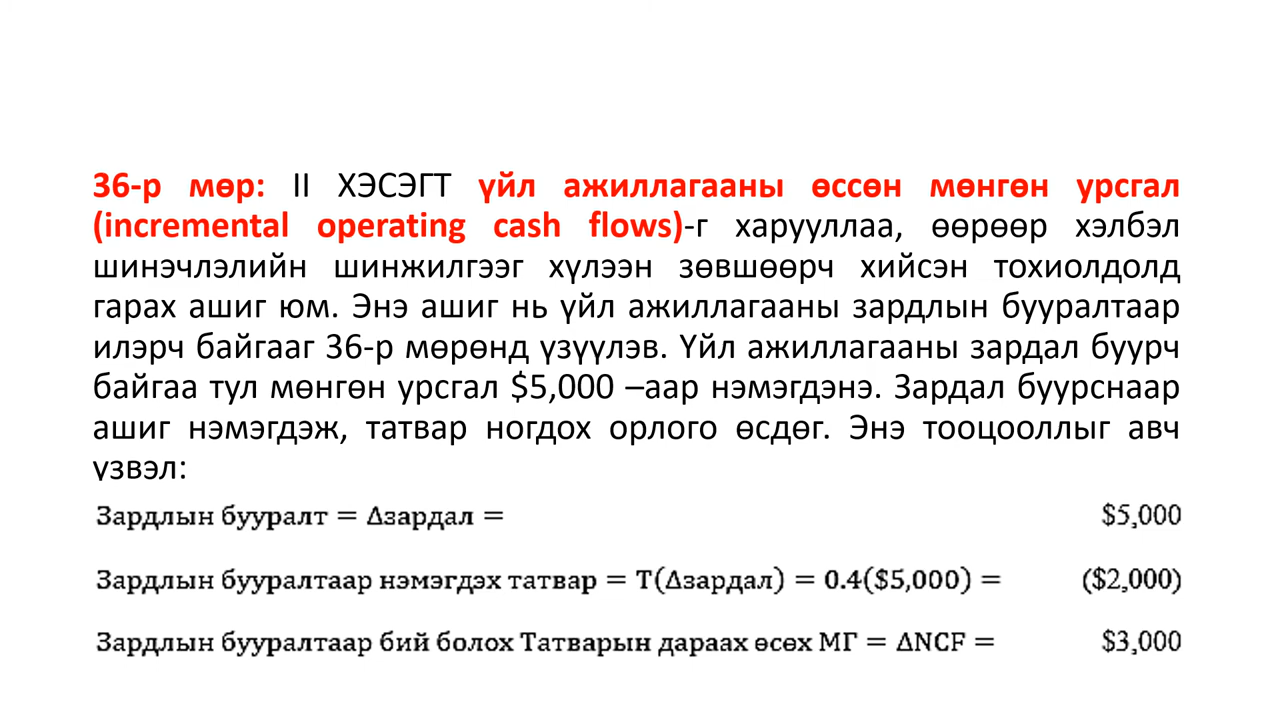 36-р мөр: II ХЭСЭГТ үйл ажиллагааны өссөн мөнгөн урсгал
(incremental operating cash flows)-г харууллаа, өөрөөр хэлбэл
шинэчлэлийн шинжилгээг хүлээн зөвшөөрч хийсэн тохиолдолд
гарах ашиг юм. Энэ ашиг нь үйл ажиллагааны зардлын бууралтаар
илэрч байгааг 36-р мөрөнд үзүүлэв. Үйл ажиллагааны зардал буурч
байгаа тул мөнгөн урсгал $5,000 –аар нэмэгдэнэ. Зардал буурснаар
ашиг нэмэгдэж, татвар ногдох орлого өсдөг. Энэ тооцооллыг авч
үзвэл:
Зардлын бууралт = Δзардал = $5,000
Зардлын бууралтаар нэмэгдэх татвар = T(Δзардал) = 0.4($5,000) = ($2,000)
Зардлын бууралтаар бий болох Татварын дараах өсөх МГ = ΔNCF = $3,000